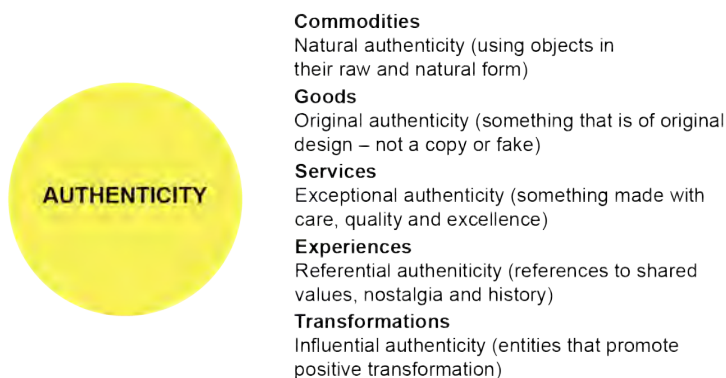 AUTHENTICITY
Commodities
Natural authenticity (using objects in
their raw and natural form)
Goods
Original authenticity (something that is of original
design – not a copy or fake)
Services
Exceptional authenticity (something made with
care, quality and excellence)
Experiences
Referential autheniticity (references to shared
values, nostalgia and history)
Transformations
Influential authenticity (entities that promote
positive transformation)